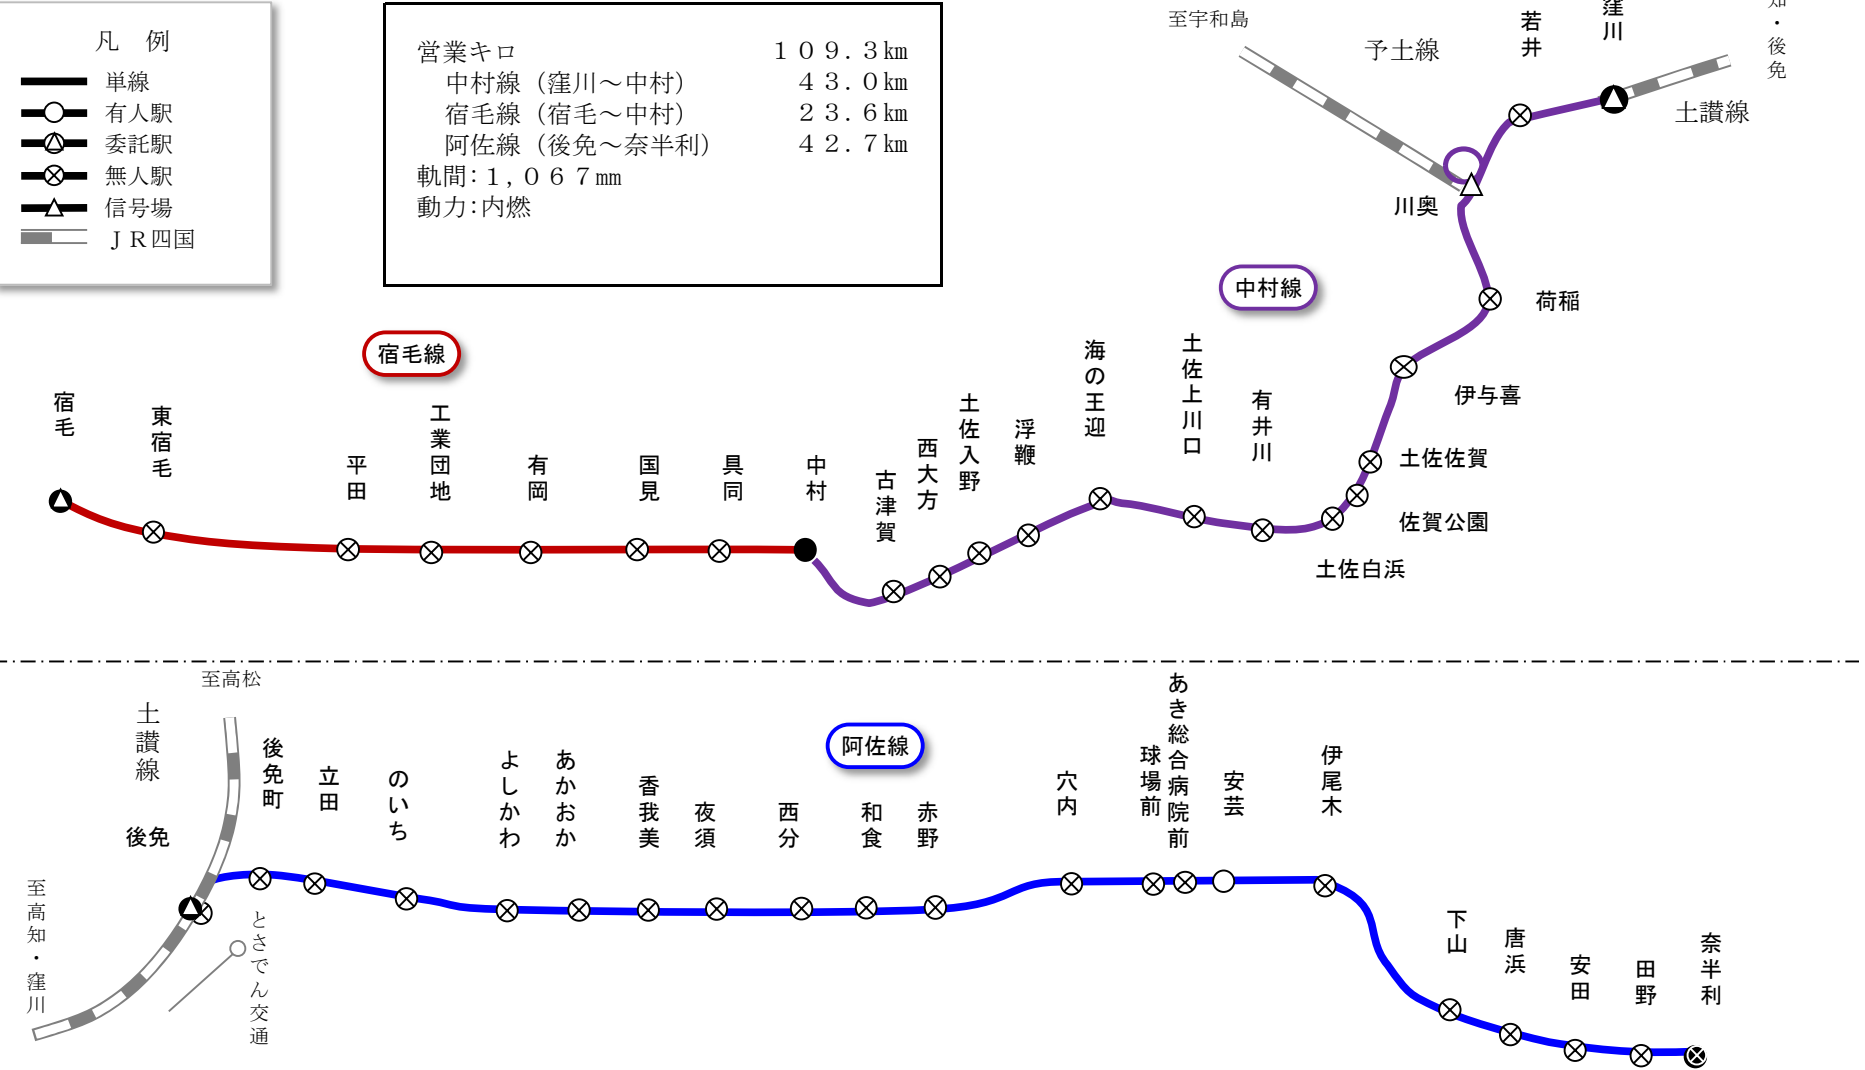 凡 例
単線
有人駅
委託駅
無人駅
信号場
ＪＲ四国
営業キロ １０９.３㎞
中村線（窪川～中村） ４３.０㎞
宿毛線（宿毛～中村） ２３.６㎞
阿佐線（後免～奈半利） ４２.７㎞
軌間:１,０６７㎜
動力:内燃
至宇和島
予土線
若井
窪川
知・後免
土讃線
川奥
中村線
荷稲
伊与喜
土佐佐賀
佐賀公園
土佐白浜
有井川
土佐上川口
海の王迎
浮鞭
土佐入野
西大方
古津賀
宿毛線
宿毛
東宿毛
平田
工業団地
有岡
国見
具同
中村
至高松
土讃線
後免
至高知・窪川
とさでん交通
阿佐線
後免町
立田
のいち
よしかわ
あかおか
香我美
夜須
西分
和食
赤野
穴内
球場前
あき総合病院前
安芸
伊尾木
下山
唐浜
安田
田野
奈半利